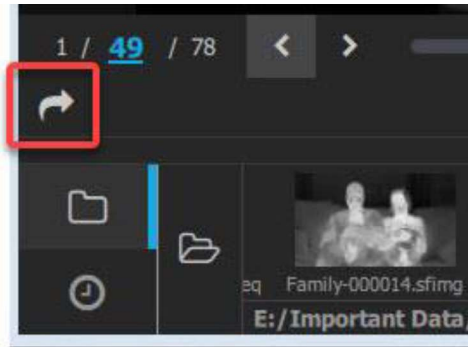 1 / 49 / 78
eq Family-000014.sfimg
E:/Important Data,